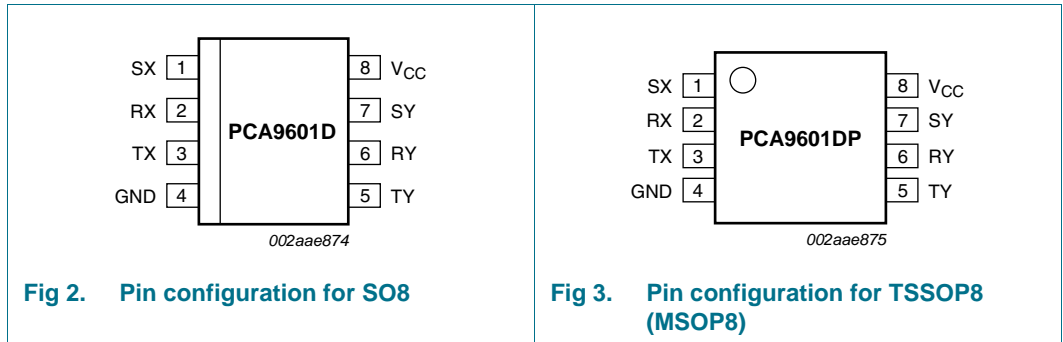 SX 1 8 VCC
RX 2 7 SY
PCA9601D
TX 3 6 RY
GND 4 5 TY
002aae874
Fig 2. Pin configuration for SO8
SX 1 8 VCC
RX 2 7 SY
PCA9601DP
TX 3 6 RY
GND 4 5 TY
002aae875
Fig 3. Pin configuration for TSSOP8
(MSOP8)